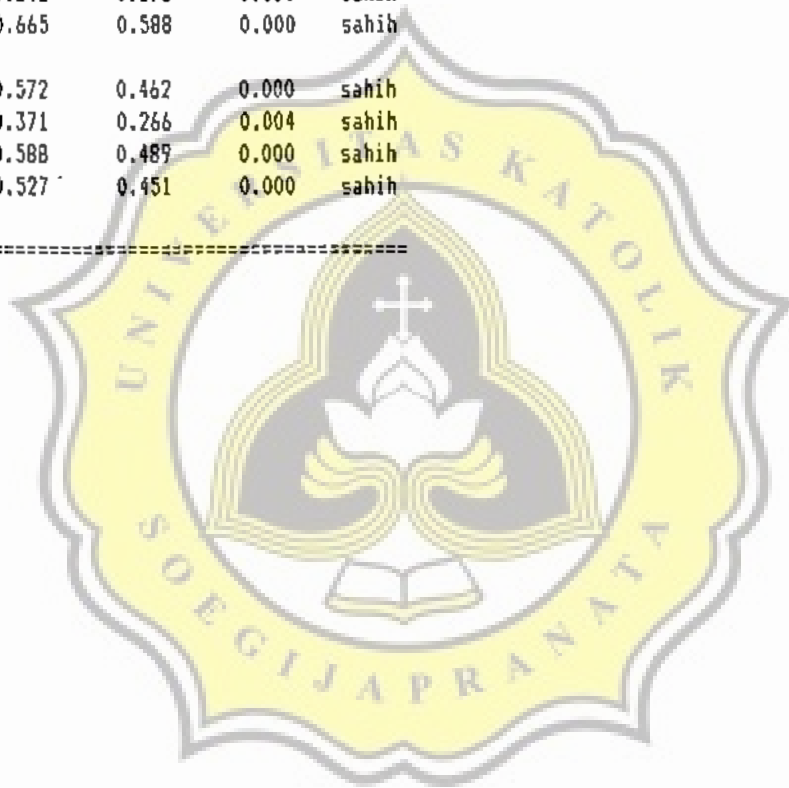 0.665 0.588 0.000 sahih
0.572 0.462 0.000 sahih
0.371 0.266 0.004 sahih
0.588 0.489 0.000 sahih
0.527 0.451 0.000 sahih
UNIVERSITAS KATOLIK
SOEGIJAPRANATA